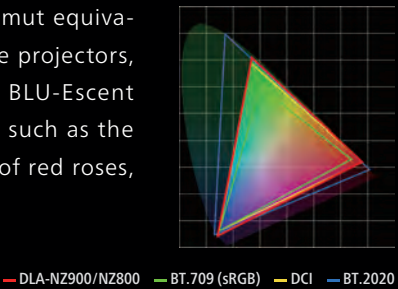 mut equiva-
e projectors,
BLU-Escent
such as the
of red roses,
DLA-NZ900/NZ800 BT.709 (sRGB) DCI BT.2020